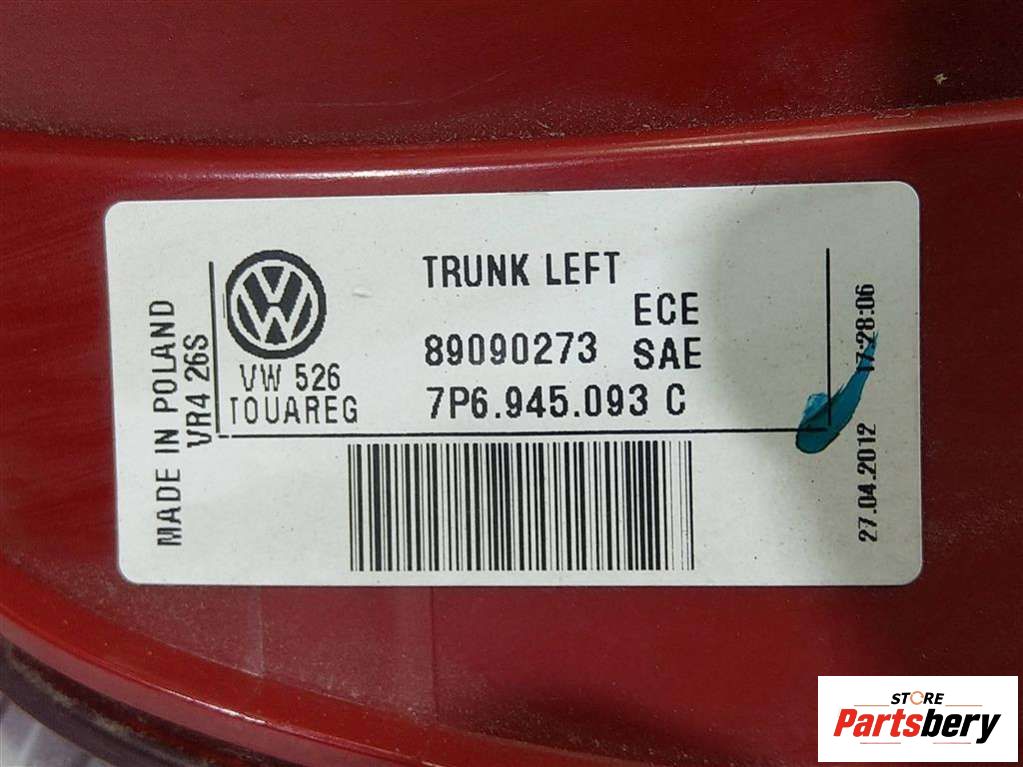 TRUNK LEFT
ECE
89090273 SAE
7P6.945.093 C
VW 526
TOUAREG
MADE IN POLAND
VR4 26S
27.04.2012 17:28:06
STORE
Partsbery